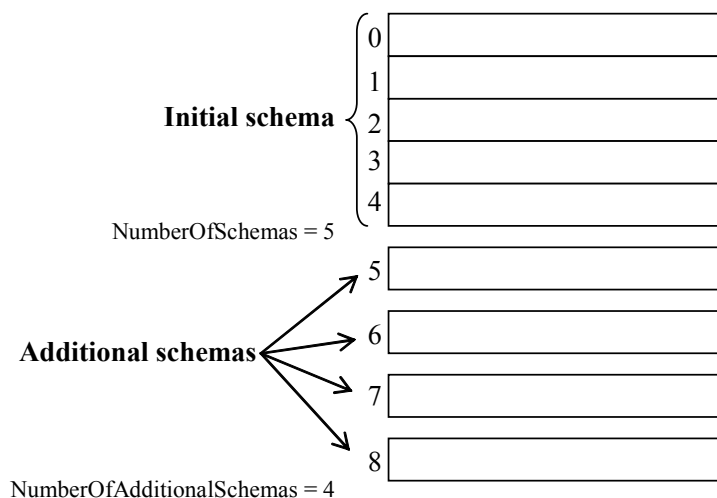 0
1
Initial schema
2
3
4
NumberOfSchemas = 5
5
6
Additional schemas
7
8
NumberOfAdditionalSchemas = 4